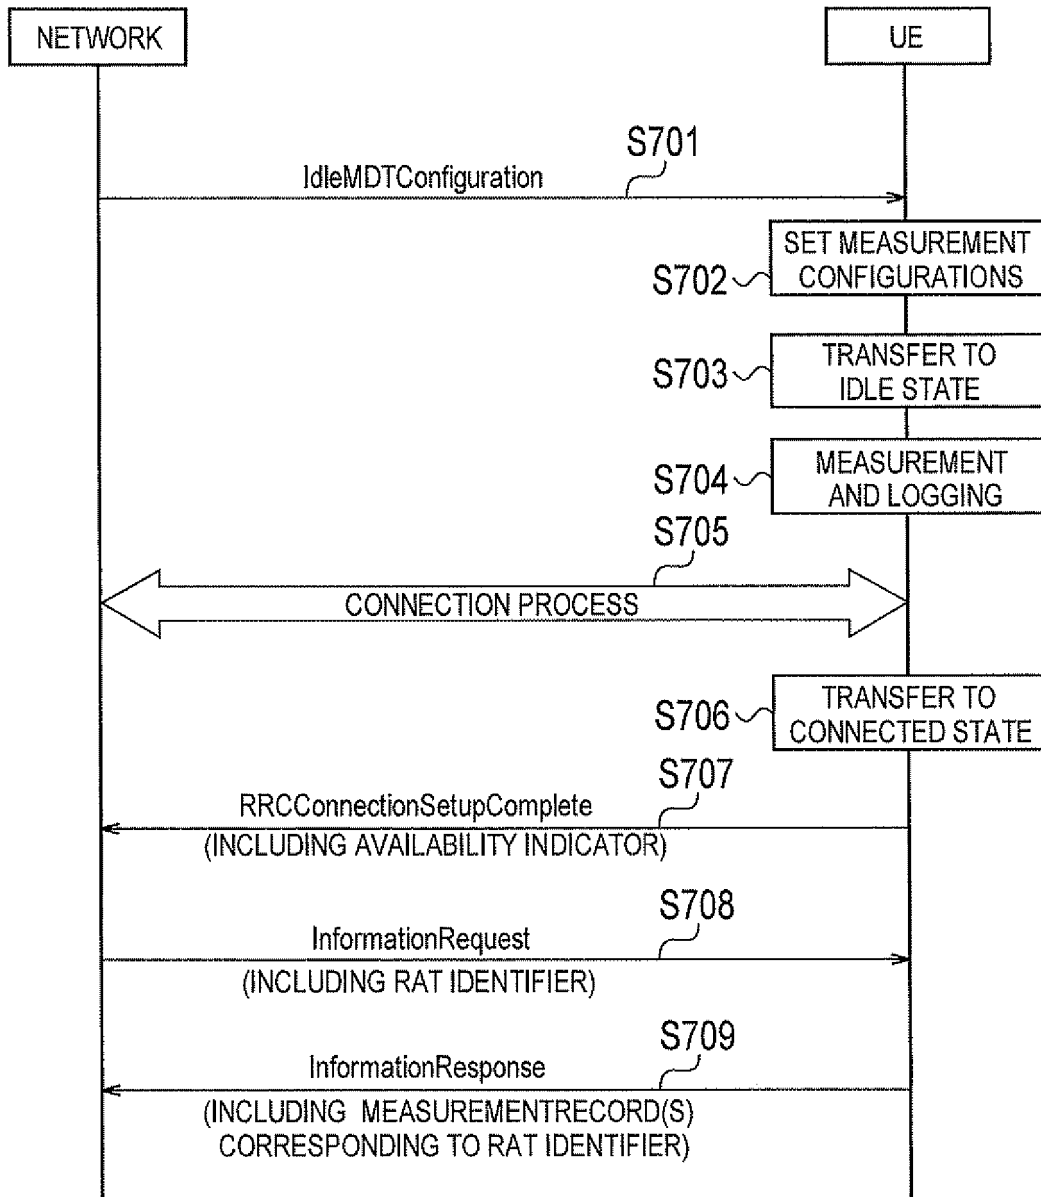 NETWORK
UE
S701
IdleMDTConfiguration
SET MEASUREMENT
CONFIGURATIONS
S702
TRANSFER TO
IDLE STATE
S703
MEASUREMENT
AND LOGGING
S704
S705
CONNECTION PROCESS
TRANSFER TO
CONNECTED STATE
S706
S707
RRCConnectionSetupComplete
(INCLUDING AVAILABILITY INDICATOR)
S708
InformationRequest
(INCLUDING RAT IDENTIFIER)
S709
InformationResponse
(INCLUDING MEASUREMENTRECORD(S)
CORRESPONDING TO RAT IDENTIFIER)